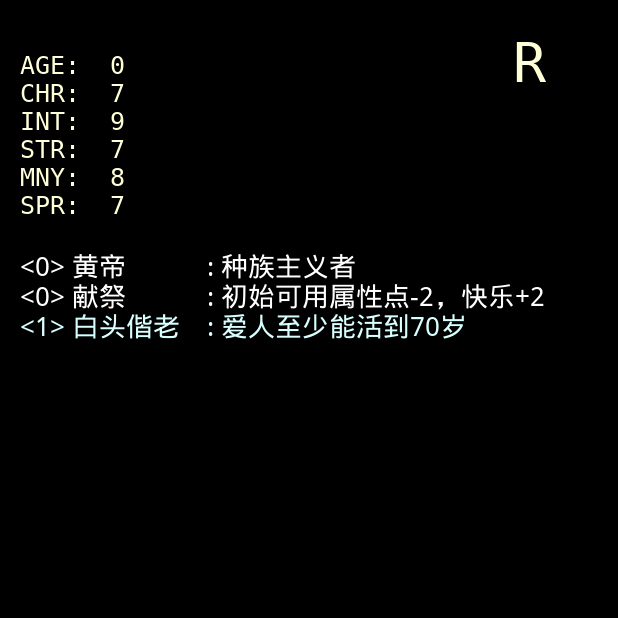 R
AGE: 0
CHR: 7
INT: 9
STR: 7
MNY: 8
SPR: 7
<0> 黄帝 : 种族主义者
<0> 献祭 : 初始可用属性点-2，快乐+2
<1> 白头偕老 : 爱人至少能活到70岁